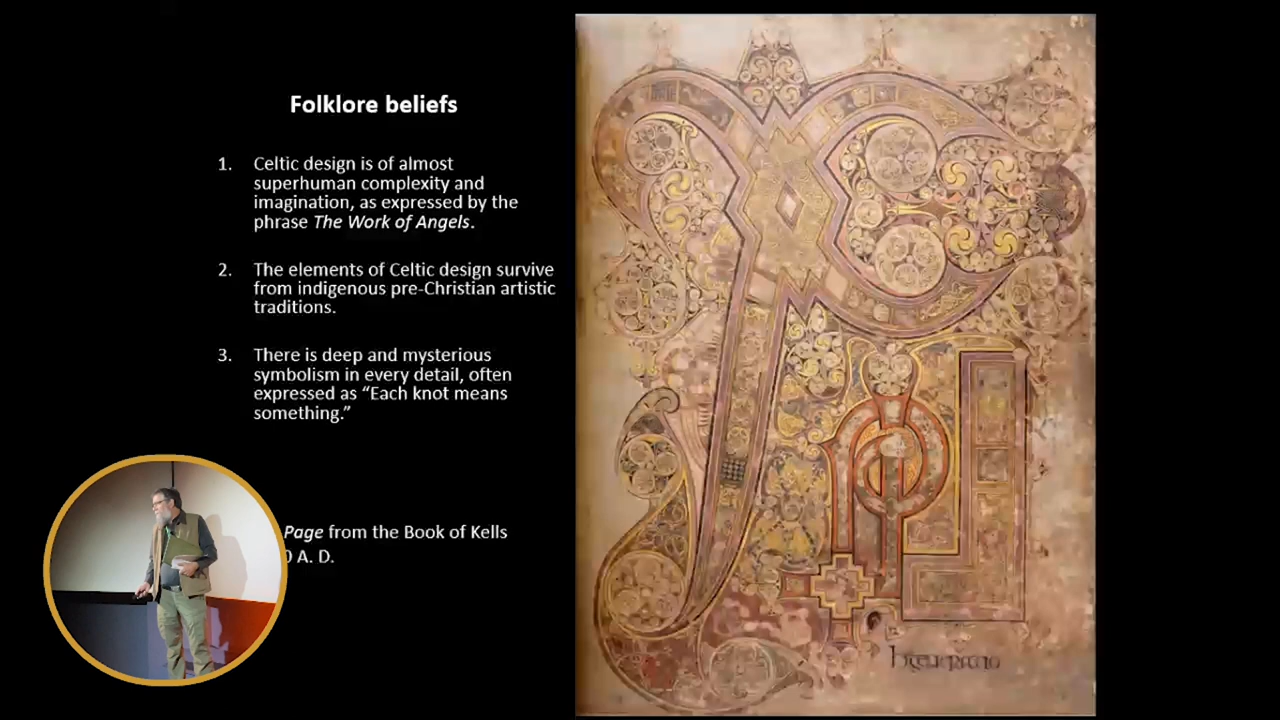 Folklore beliefs
1. Celtic design is of almost
superhuman complexity and
imagination, as expressed by the
phrase The Work of Angels.
2. The elements of Celtic design survive
from indigenous pre-Christian artistic
traditions.
3. There is deep and mysterious
symbolism in every detail, often
expressed as “Each knot means
something.”
Page from the Book of Kells
A. D.